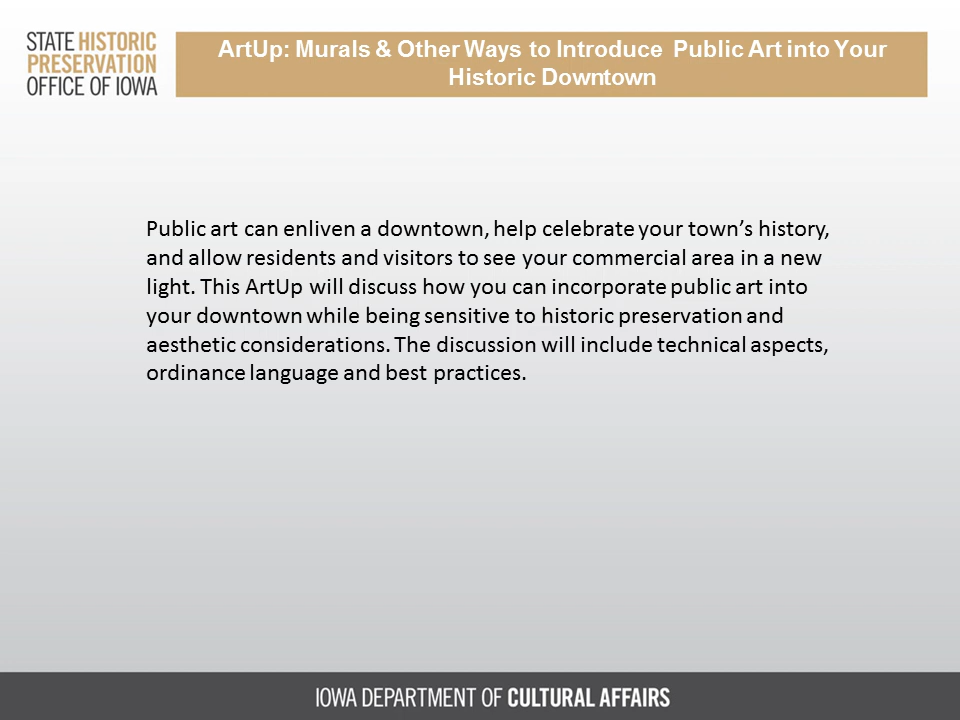 STATE HISTORIC
PRESERVATION
OFFICE OF IOWA
ArtUp: Murals & Other Ways to Introduce Public Art into Your
Historic Downtown
Public art can enliven a downtown, help celebrate your town’s history,
and allow residents and visitors to see your commercial area in a new
light. This ArtUp will discuss how you can incorporate public art into
your downtown while being sensitive to historic preservation and
aesthetic considerations. The discussion will include technical aspects,
ordinance language and best practices.
IOWA DEPARTMENT OF CULTURAL AFFAIRS